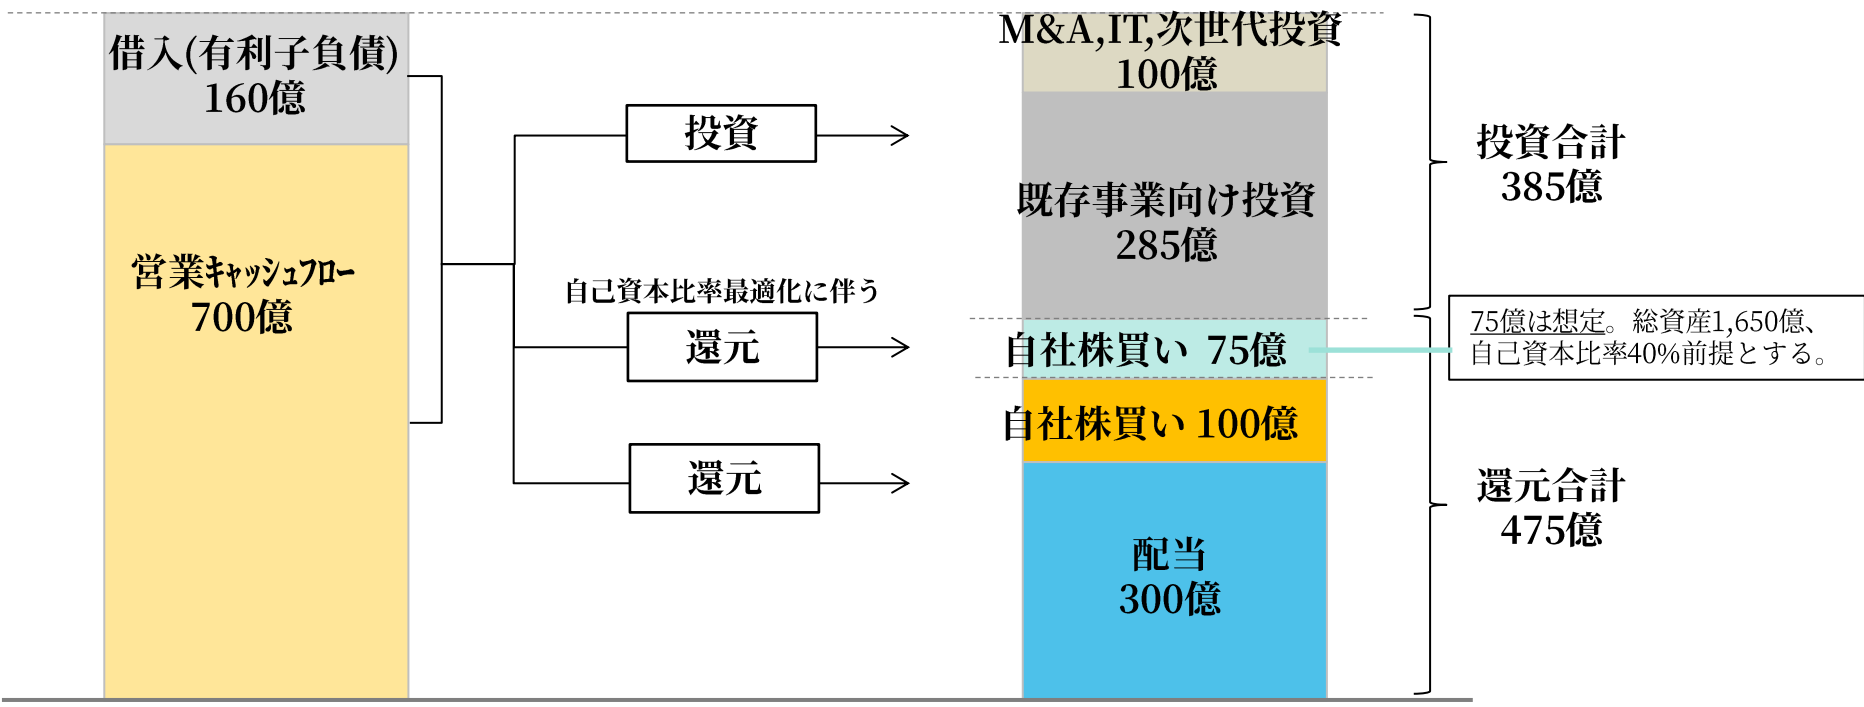 借入(有利子負債)
160億
営業ｷｬｯｼｭﾌﾛｰ
700億
投資
自己資本比率最適化に伴う
還元
還元
M&A,IT,次世代投資
100億
既存事業向け投資
285億
自社株買い 75億
自社株買い 100億
配当
300億
投資合計
385億
75億は想定。総資産1,650億、
自己資本比率40%前提とする。
還元合計
475億